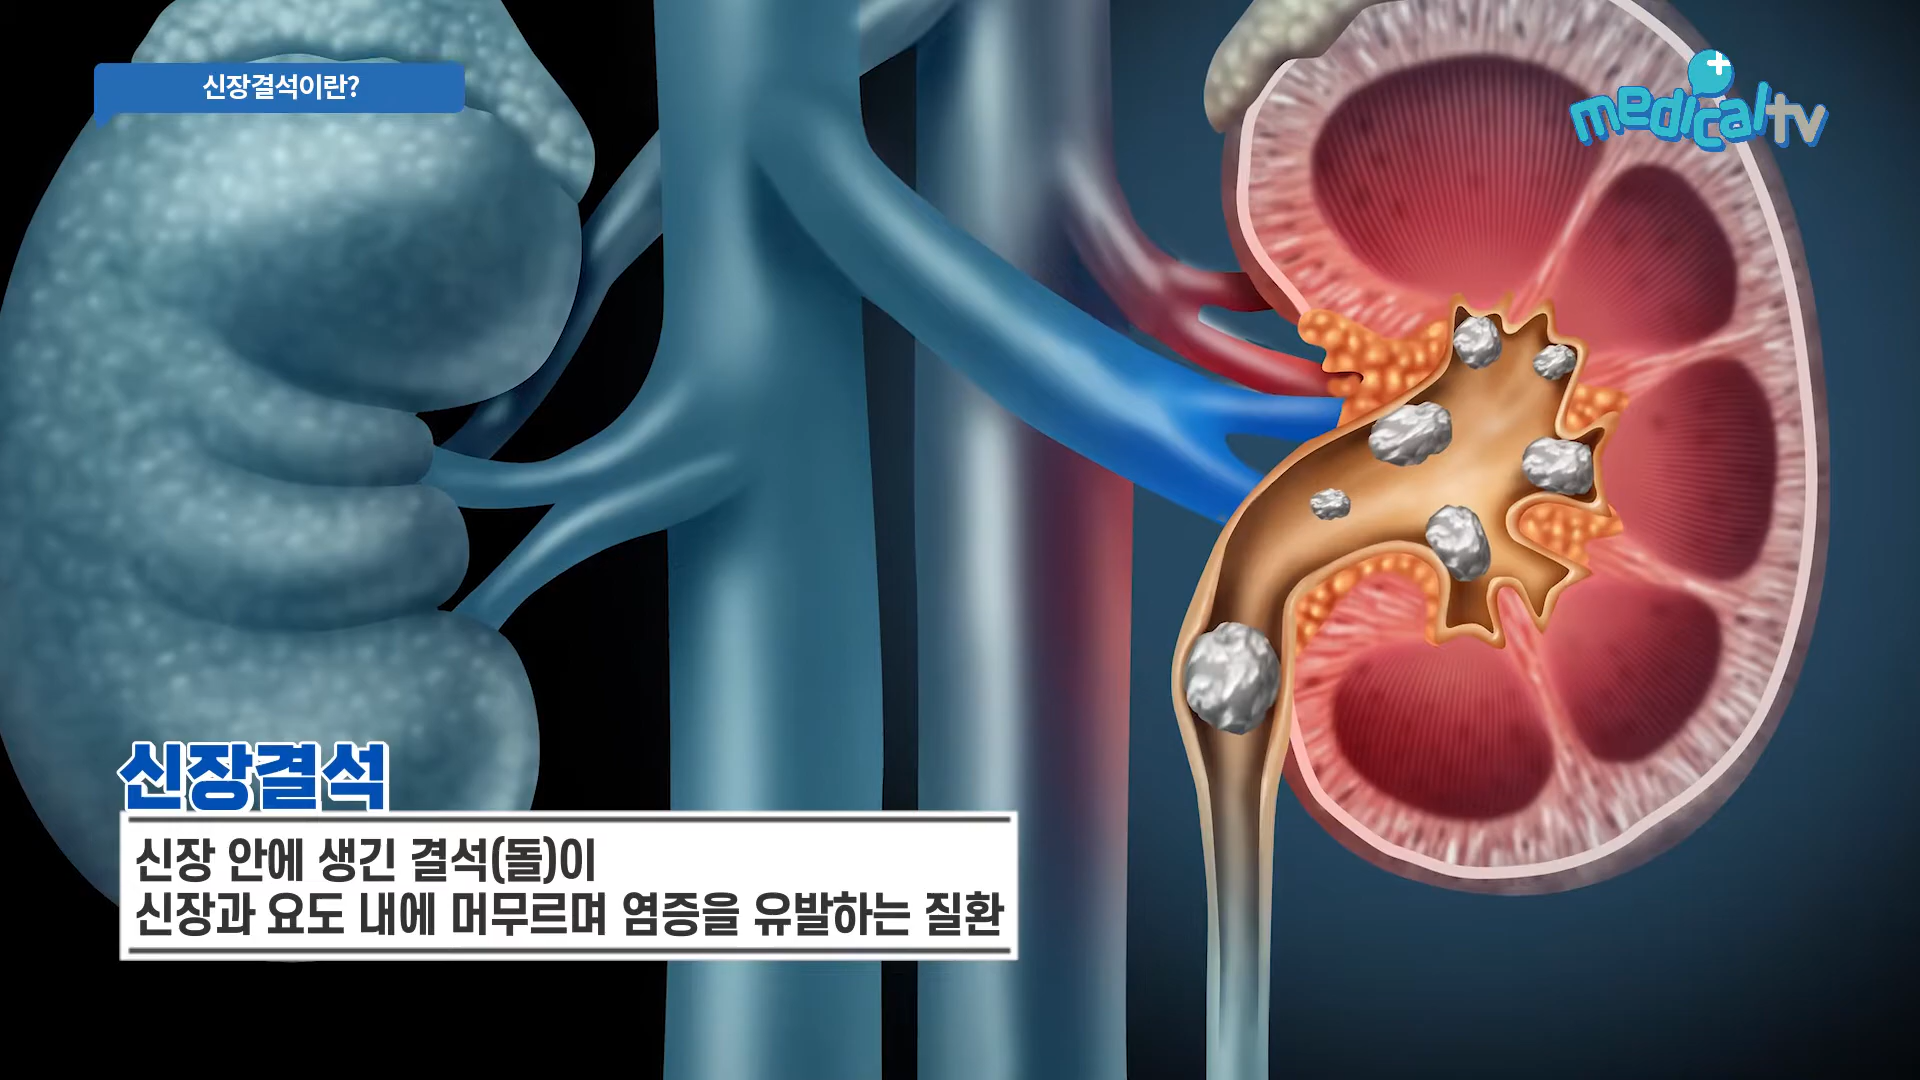 신장결석이란?
medicaltv
신장결석
신장 안에 생긴 결석(돌)이
신장과 요도 내에 머무르며 염증을 유발하는 질환